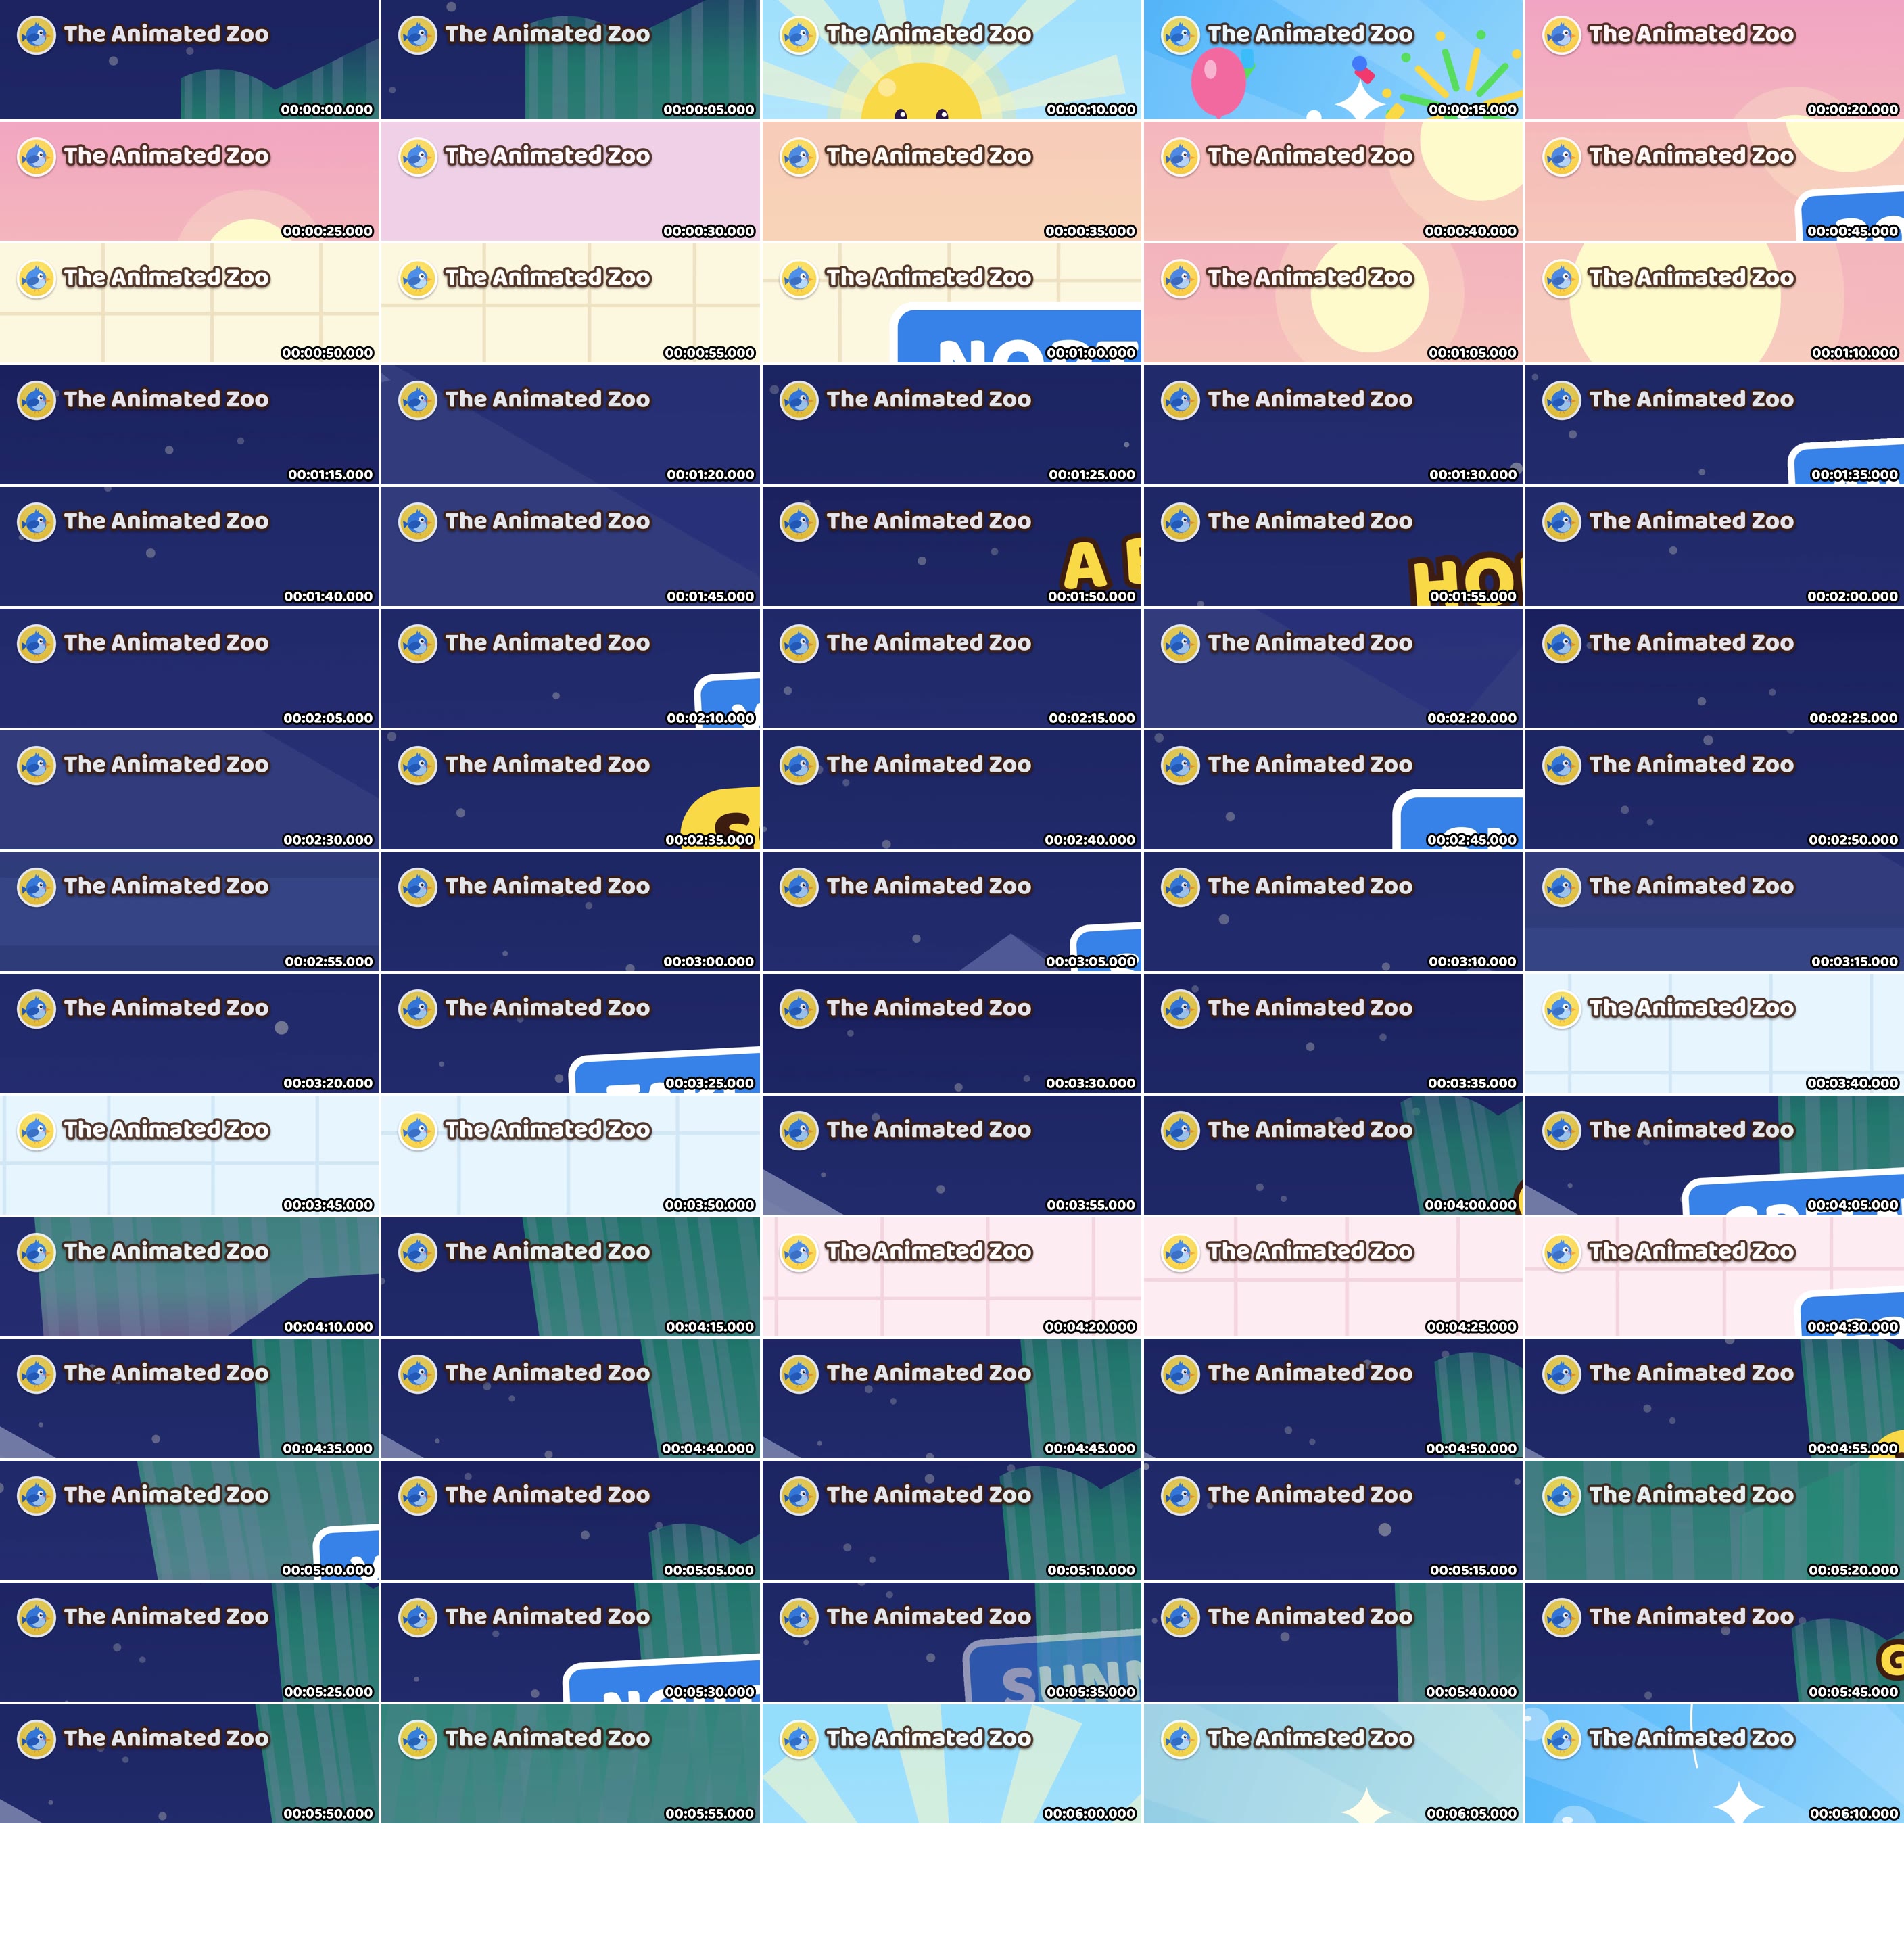 The Animated Zoo The Animated Zoo The Animated Zoo The Animated Zoo The Animated Zoo
00:00:00.000 00:00:05.000 00:00:10.000 00:00:15.000 00:00:20.000
The Animated Zoo The Animated Zoo The Animated Zoo The Animated Zoo The Animated Zoo
00:00:25.000 00:00:30.000 00:00:35.000 00:00:40.000 00:00:45.000
The Animated Zoo The Animated Zoo The Animated Zoo The Animated Zoo The Animated Zoo
00:00:50.000 00:00:55.000 00:01:00.000 00:01:05.000 00:01:10.000
The Animated Zoo The Animated Zoo The Animated Zoo The Animated Zoo The Animated Zoo
00:01:15.000 00:01:20.000 00:01:25.000 00:01:30.000 00:01:35.000
The Animated Zoo The Animated Zoo The Animated Zoo The Animated Zoo The Animated Zoo
A
00:01:40.000 00:01:45.000 00:01:50.000 00:01:55.000 00:02:00.000
The Animated Zoo The Animated Zoo The Animated Zoo The Animated Zoo The Animated Zoo
00:02:05.000 00:02:10.000 00:02:15.000 00:02:20.000 00:02:25.000
The Animated Zoo The Animated Zoo The Animated Zoo The Animated Zoo The Animated Zoo
00:02:30.000 00:02:35.000 00:02:40.000 00:02:45.000 00:02:50.000
The Animated Zoo The Animated Zoo The Animated Zoo The Animated Zoo The Animated Zoo
00:02:55.000 00:03:00.000 00:03:05.000 00:03:10.000 00:03:15.000
The Animated Zoo The Animated Zoo The Animated Zoo The Animated Zoo The Animated Zoo
00:03:20.000 00:03:25.000 00:03:30.000 00:03:35.000 00:03:40.000
The Animated Zoo The Animated Zoo The Animated Zoo The Animated Zoo The Animated Zoo
00:03:45.000 00:03:50.000 00:03:55.000 00:04:00.000 00:04:05.000
The Animated Zoo The Animated Zoo The Animated Zoo The Animated Zoo The Animated Zoo
00:04:10.000 00:04:15.000 00:04:20.000 00:04:25.000 00:04:30.000
The Animated Zoo The Animated Zoo The Animated Zoo The Animated Zoo The Animated Zoo
00:04:35.000 00:04:40.000 00:04:45.000 00:04:50.000 00:04:55.000
The Animated Zoo The Animated Zoo The Animated Zoo The Animated Zoo The Animated Zoo
00:05:00.000 00:05:05.000 00:05:10.000 00:05:15.000 00:05:20.000
The Animated Zoo The Animated Zoo The Animated Zoo The Animated Zoo The Animated Zoo
00:05:25.000 00:05:30.000 00:05:35.000 00:05:40.000 00:05:45.000
The Animated Zoo The Animated Zoo The Animated Zoo The Animated Zoo The Animated Zoo
00:05:50.000 00:05:55.000 00:06:00.000 00:06:05.000 00:06:10.000